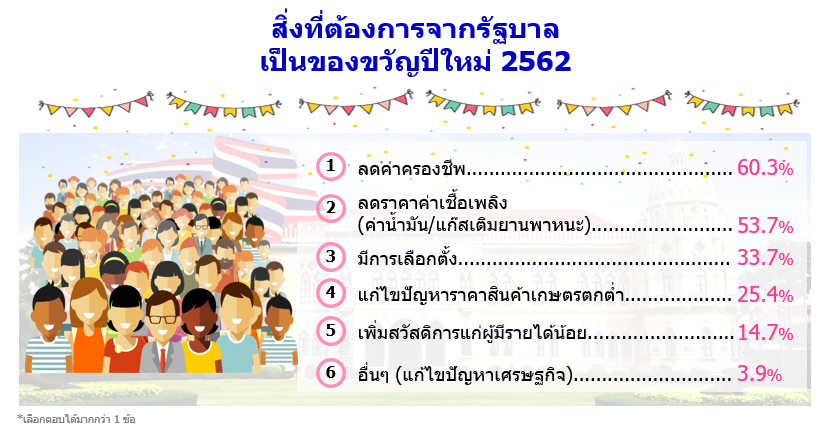 สิ่งที่ต้องการจากรัฐบาล
เป็นของขวัญปีใหม่ 2562
1 ลดค่าครองชีพ................................................ 60.3%
2 ลดราคาค่าเชื้อเพลิง
(ค่าน้ำมัน/แก๊สเติมยานพาหนะ)......................... 53.7%
3 มีการเลือกตั้ง................................................. 33.7%
4 แก้ไขปัญหาราคาสินค้าเกษตรตกต่ำ................... 25.4%
5 เพิ่มสวัสดิการแก่ผู้มีรายได้น้อย.......................... 14.7%
6 อื่นๆ (แก้ไขปัญหาเศรษฐกิจ)............................ 3.9%
*เลือกตอบได้มากกว่า 1 ข้อ